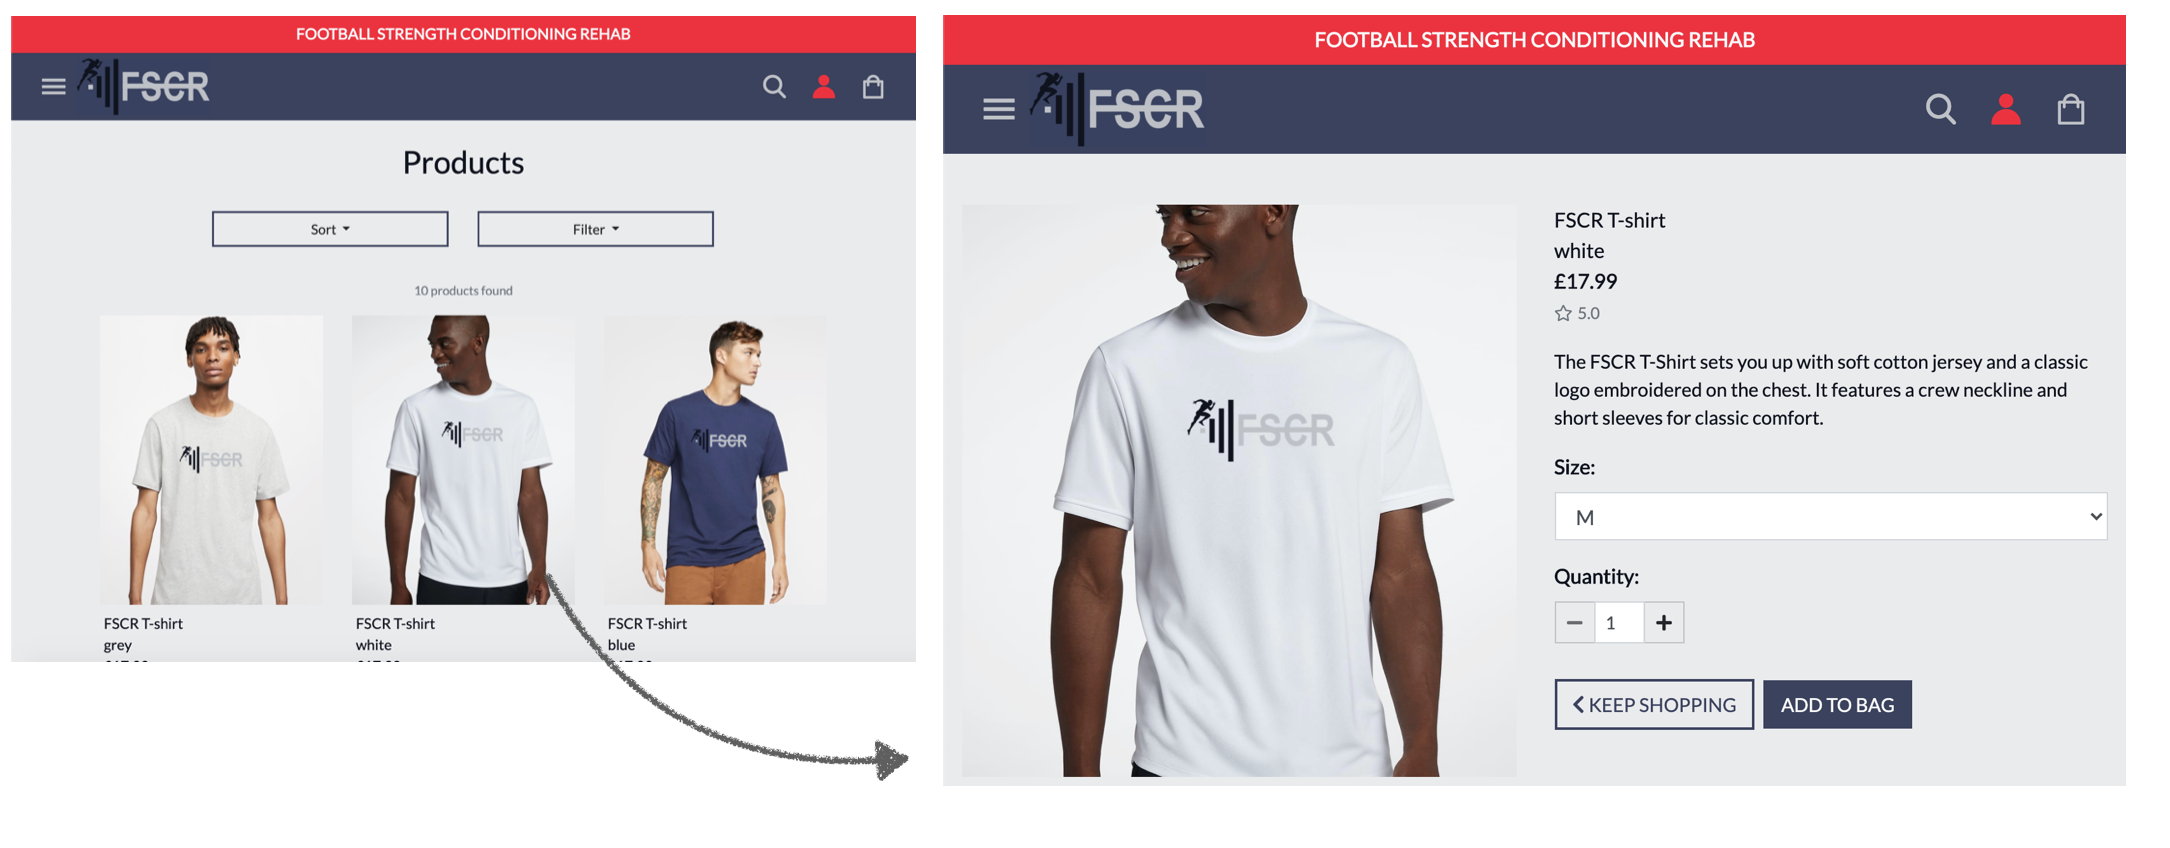 FOOTBALL STRENGTH CONDITIONING REHAB
FSCR
Products
Sort
Filter
10 products found
FSCR
FSCR
FSCR
FSCR T-shirt
grey
FSCR T-shirt
white
FSCR T-shirt
blue
FOOTBALL STRENGTH CONDITIONING REHAB
FSCR
FSCR
FSCR T-shirt
white
£17.99
5.0
The FSCR T-Shirt sets you up with soft cotton jersey and a classic
logo embroidered on the chest. It features a crew neckline and
short sleeves for classic comfort.
Size:
M
Quantity:
1
KEEP SHOPPING
ADD TO BAG